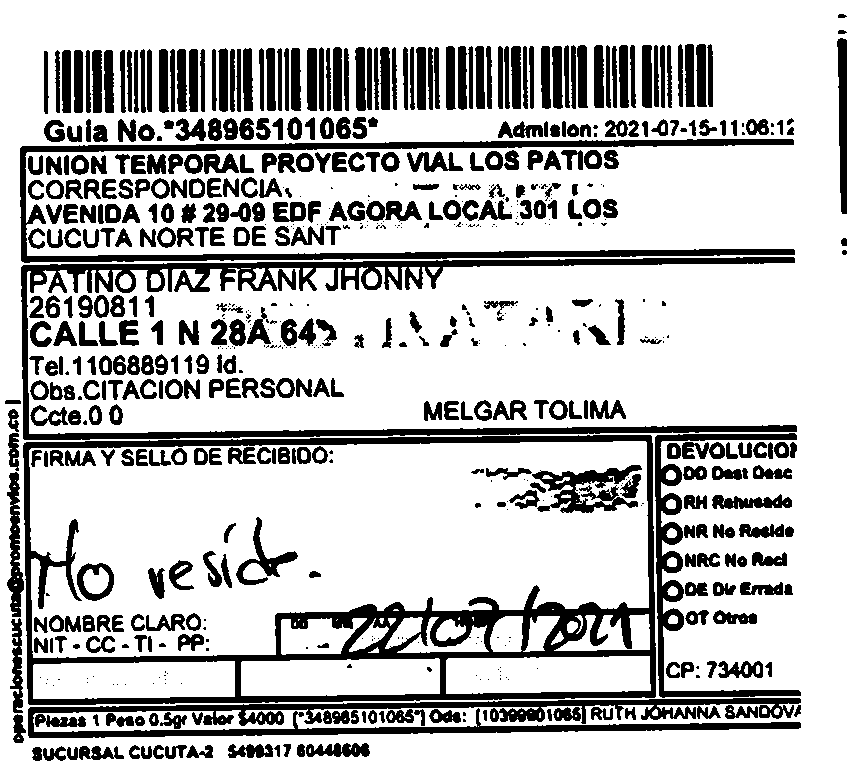 Guia No.*348965101065*
Admision: 2021-07-15-11:06:12
UNION TEMPORAL PROYECTO VIAL LOS PATIOS
CORRESPONDENCIA
AVENIDA 10 # 29-09 EDF AGORA LOCAL 301 LOS
CUCUTA NORTE DE SANT
PATINO DIAZ FRANK JHONNY
26190811
CALLE 1 N 28A 64
Tel.1106889119 Id.
Obs.CITACION PERSONAL
Ccte.0 0
MELGAR TOLIMA
FIRMA Y SELLO DE RECIBIDO:
No resid.
NOMBRE CLARO:
NIT - CC - TI - PP:
22/07/2021
DEVOLUCION
DD Dest Desc
RH Rehusado
NR No Reside
NRC No Recl
DE Dir Errada
OT Otros
CP: 734001
Piezas 1 Peso 0.5gr Valor $4000 [*348965101065*] Ods: [10399901065] RUTH JOHANNA SANDOVA
SUCURSAL CUCUTA-2 5499317 60448606
operacionescucuta@promoenvios.com.co]